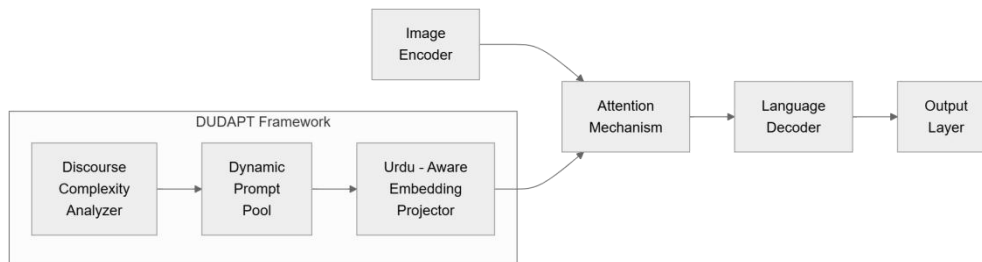 Image
Encoder
DUDAPT Framework
Discourse
Complexity
Analyzer
Dynamic
Prompt
Pool
Urdu - Aware
Embedding
Projector
Attention
Mechanism
Language
Decoder
Output
Layer